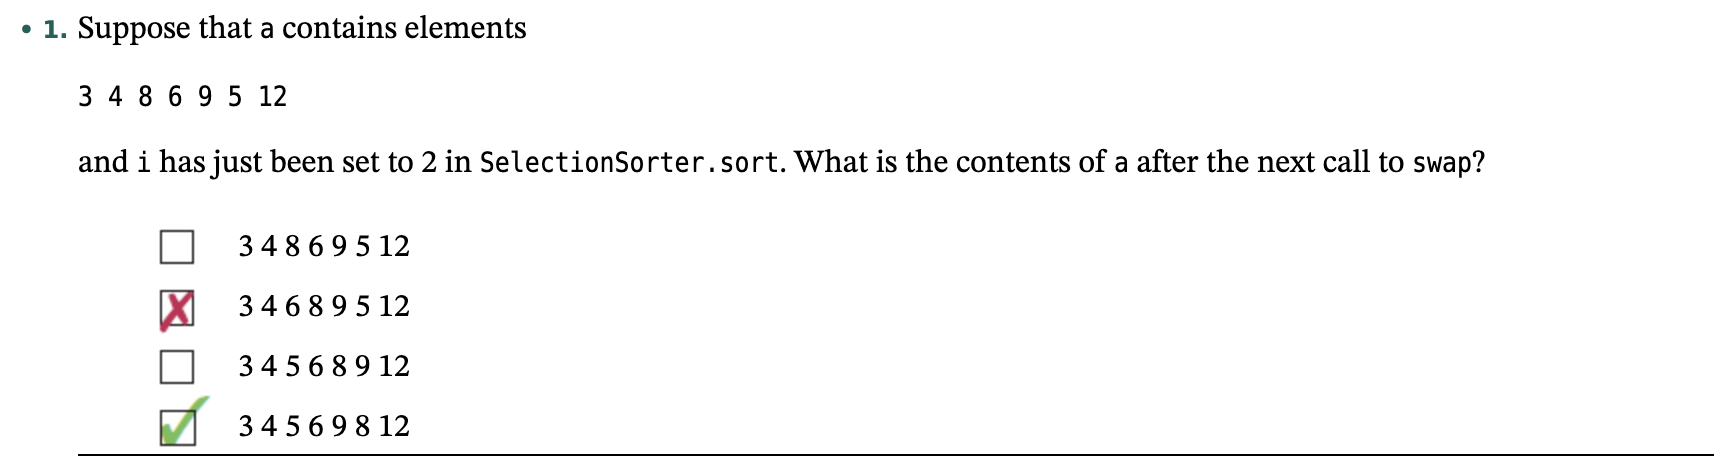 • 1. Suppose that a contains elements
3 4 8 6 9 5 12
and i has just been set to 2 in SelectionSorter.sort. What is the contents of a after the next call to swap?
3 4 8 6 9 5 12
3 4 6 8 9 5 12
3 4 5 6 8 9 12
3 4 5 6 9 8 12